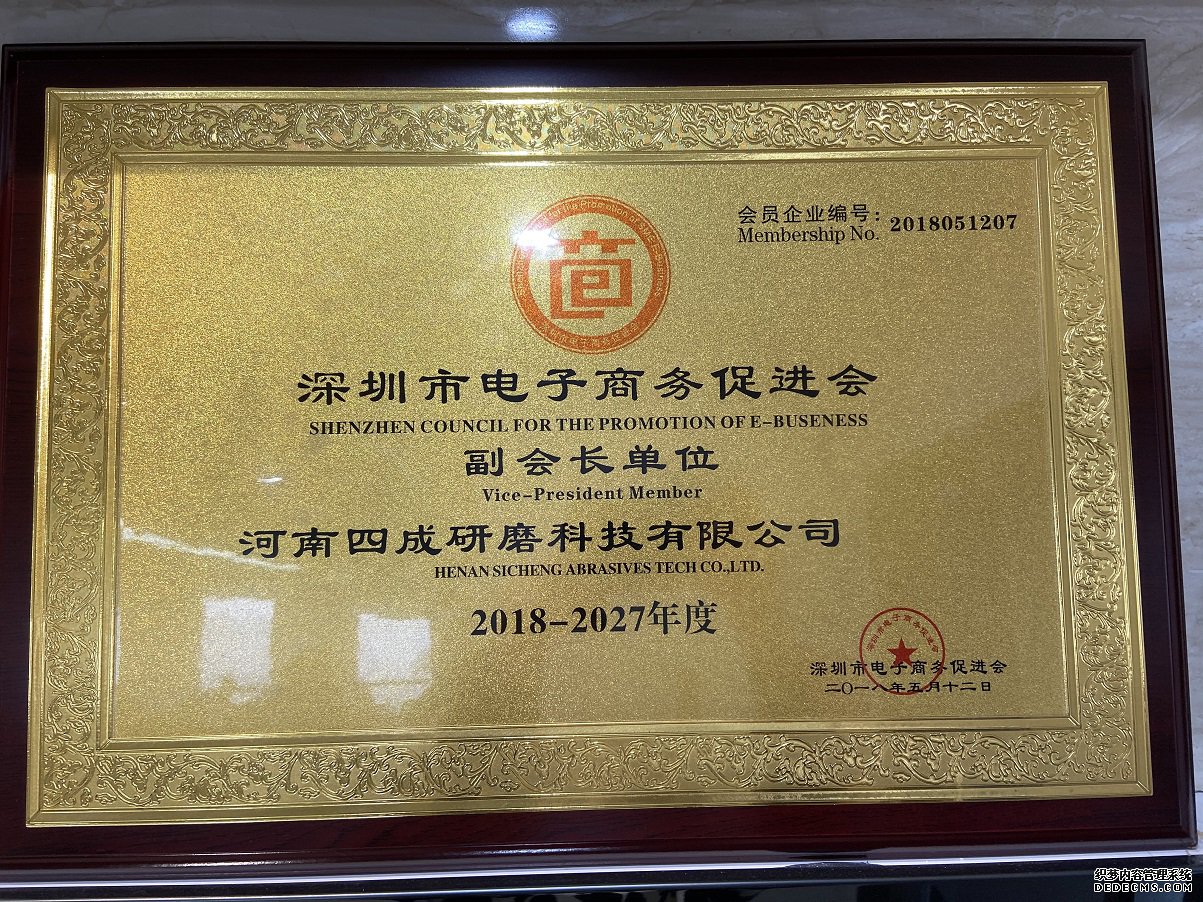 会员企业编号：
Membership No. 2018051207
深圳市电子商务促进会
SHENZHEN COUNCIL FOR THE PROMOTION OF E-BUSENESS
副会长单位
Vice-President Member
河南四成研磨科技有限公司
HENAN SICHENG ABRASIVES TECH CO.,LTD.
2018-2027年度
深圳市电子商务促进会
二〇一八年五月十二日
织梦内容管理系统
DEDECMS.COM